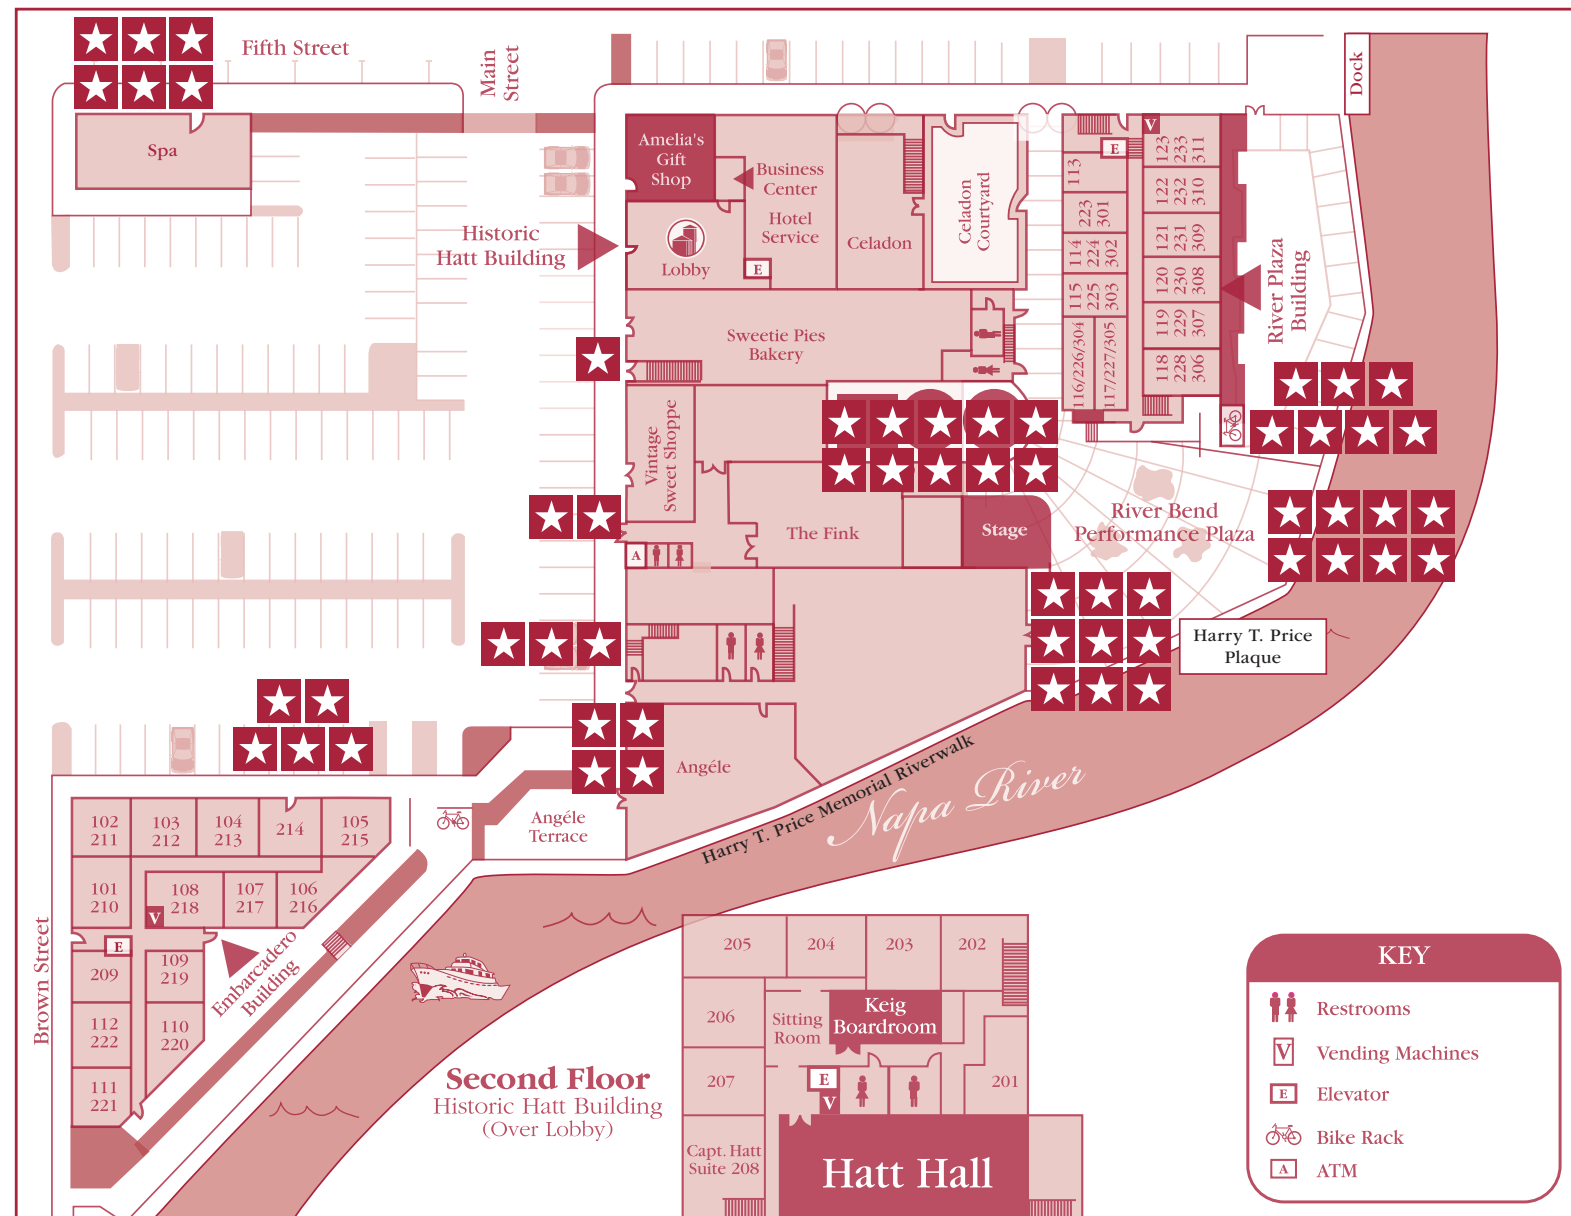 Fifth Street
Main
Street
Dock
Spa
Amelia's
Gift
Shop
Business
Center
Hotel
Service
Lobby
E
Celadon
Celadon
Courtyard
Historic
Hatt Building
V
E
113
223
301
114
224
302
115
225
303
116/226/304
117/227/305
123
233
311
122
232
310
121
231
309
120
230
308
119
229
307
118
228
306
River Plaza
Building
Sweetie Pies
Bakery
Vintage
Sweet Shoppe
The Fink
Stage
River Bend
Performance Plaza
A
Harry T. Price
Plaque
Angéle
Angéle
Terrace
Harry T. Price Memorial Riverwalk
Napa River
102
211
103
212
104
213
214
105
215
101
210
108
218
107
217
106
216
V
E
209
109
219
112
222
110
220
111
221
Embarcadero
Building
Brown Street
Second Floor
Historic Hatt Building
(Over Lobby)
205
204
203
202
206
Sitting
Room
Keig
Boardroom
207
E
V
201
Capt. Hatt
Suite 208
Hatt Hall
KEY
Restrooms
V Vending Machines
E Elevator
Bike Rack
A ATM